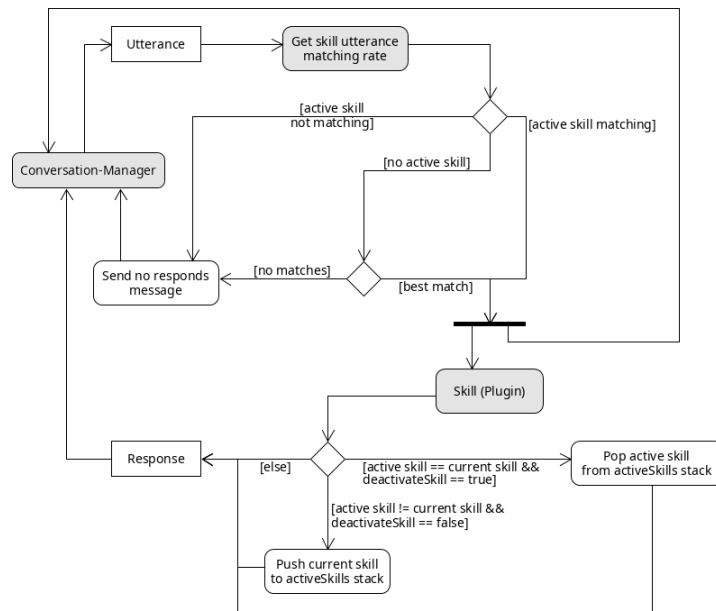 Utterance
Get skill utterance
matching rate
[active skill
not matching]
[active skill matching]
[no active skill]
Conversation-Manager
Send no responds
message
[no matches]
[best match]
Skill (Plugin)
Response
[else]
[active skill == current skill &&
deactivateSkill == true]
Pop active skill
from activeSkills stack
[active skill != current skill &&
deactivateSkill == false]
Push current skill
to activeSkills stack